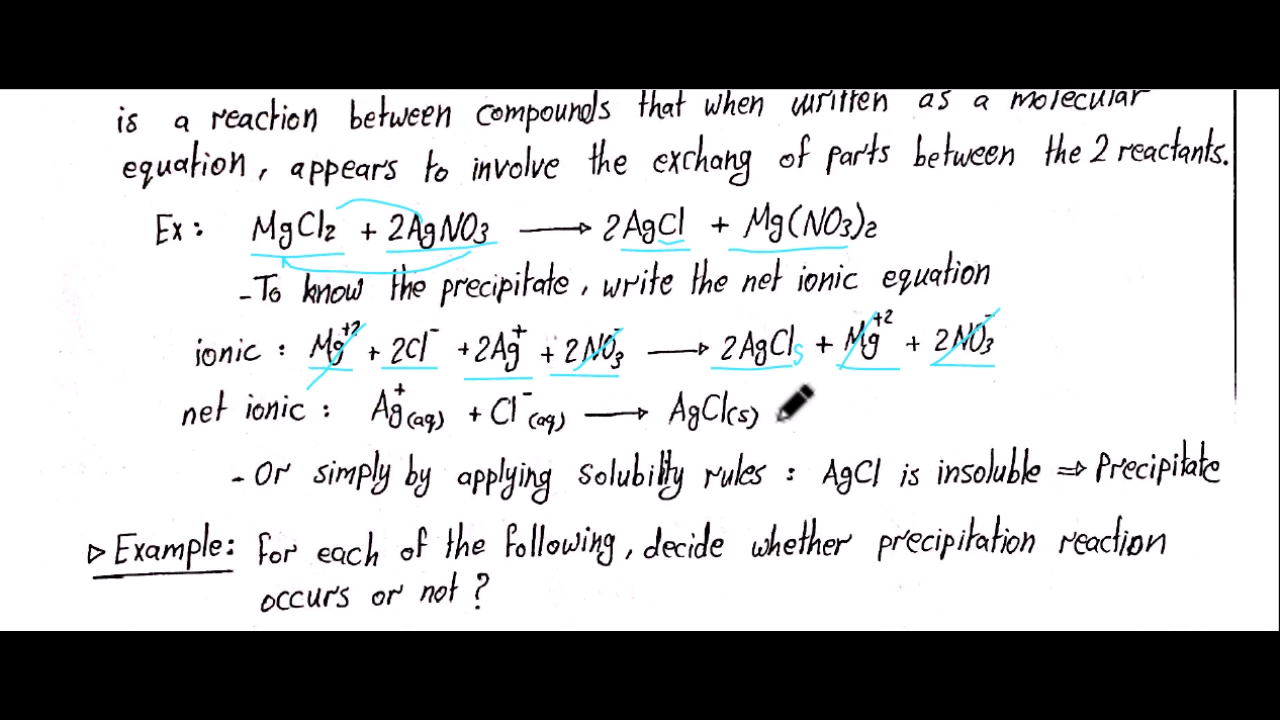 is a reaction between compounds that when written as a molecular
equation, appears to involve the exchang of parts between the 2 reactants.
Ex: MgCl₂ + 2AgNO₃ → 2AgCl + Mg(NO₃)₂
-To know the precipitate, write the net ionic equation
ionic: Mg⁺² + 2Cl⁻ + 2Ag⁺ + 2NO₃⁻ → 2AgCl s + Mg⁺² + 2NO₃⁻
net ionic: Ag⁺(aq) + Cl⁻(aq) → AgCl(s)
- Or simply by applying solubility rules: AgCl is insoluble ⇒ Precipitate
▷ Example: for each of the following, decide whether precipitation reaction
occurs or not?